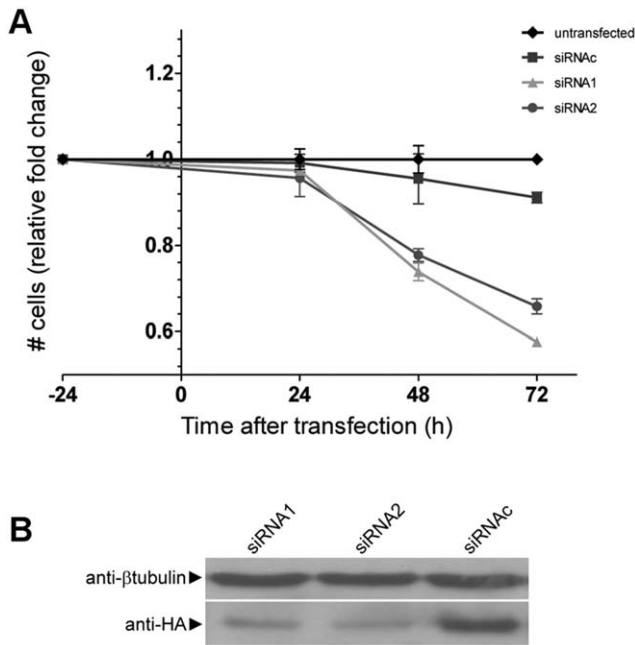 A
untransfected
siRNAc
siRNA1
siRNA2
1.2
1.0
0.8
0.6
-24 0 24 48 72
# cells (relative fold change)
Time after transfection (h)
B
siRNA1 siRNA2 siRNAc
anti-βtubulin
anti-HA